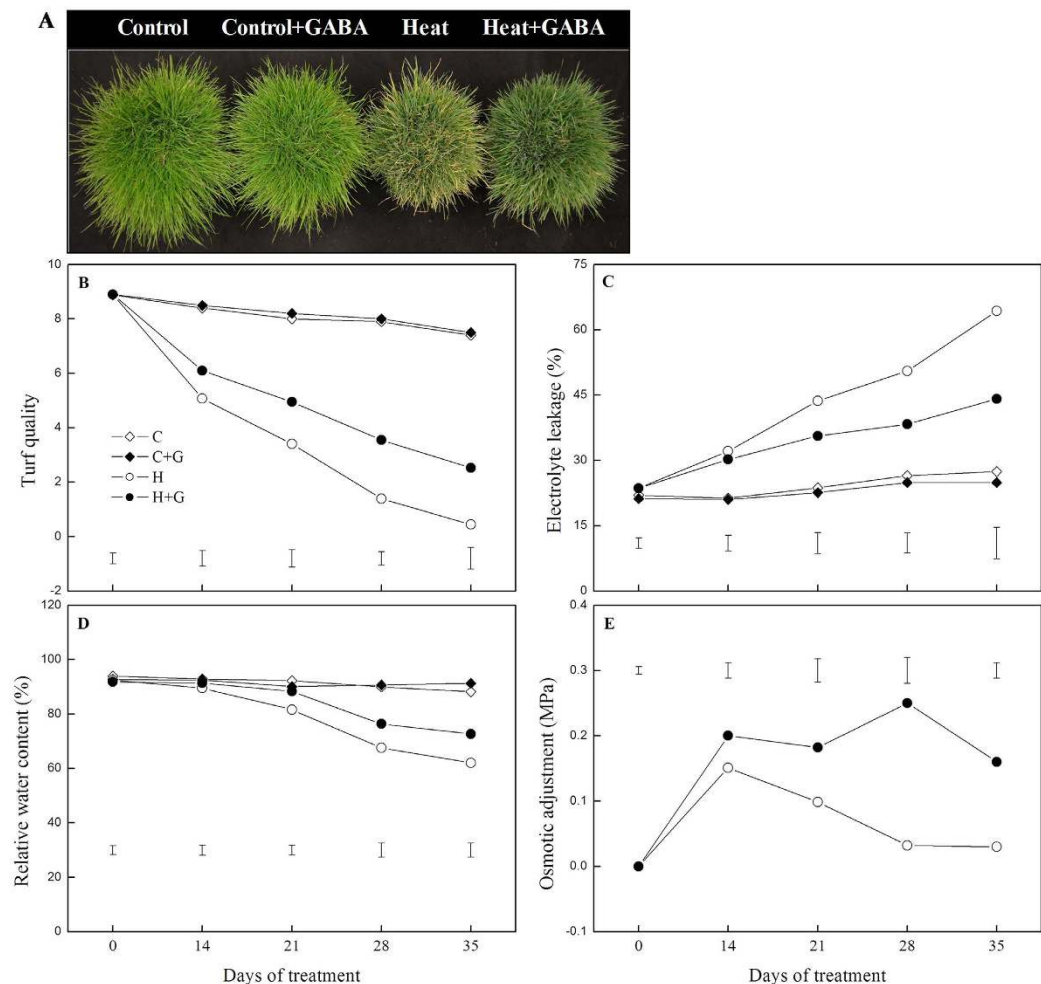 A
Control Control+GABA Heat Heat+GABA
B
10
8
6
4
2
0
-2
Turf quality
C
C+G
H
H+G
C
75
60
45
30
15
0
Electrolyte leakage (%)
D
120
100
80
60
40
20
0
Relative water content (%)
0 14 21 28 35
Days of treatment
E
0.4
0.3
0.2
0.1
0.0
-0.1
Osmotic adjustment (MPa)
0 14 21 28 35
Days of treatment